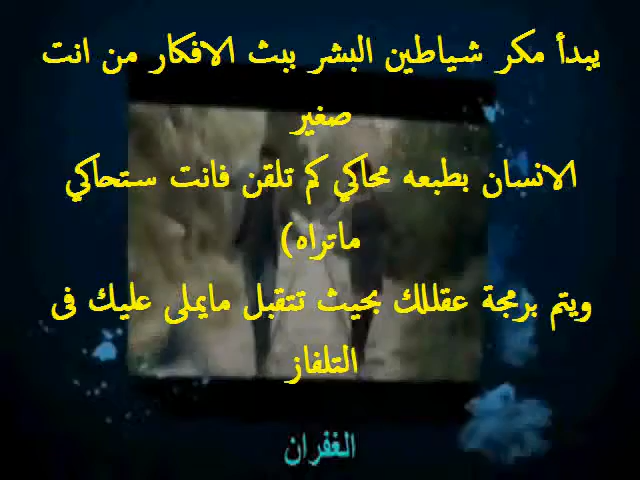 يبدأ مكر شياطين البشر ببث الافكار من انت
صغير
الانسان بطبعه محاكي كم تلقن فانت ستحاكي
ماتراه)
ويتم برمجة عقللك بحيث تتقبل مايملى عليك فى
التلفاز
الغفران